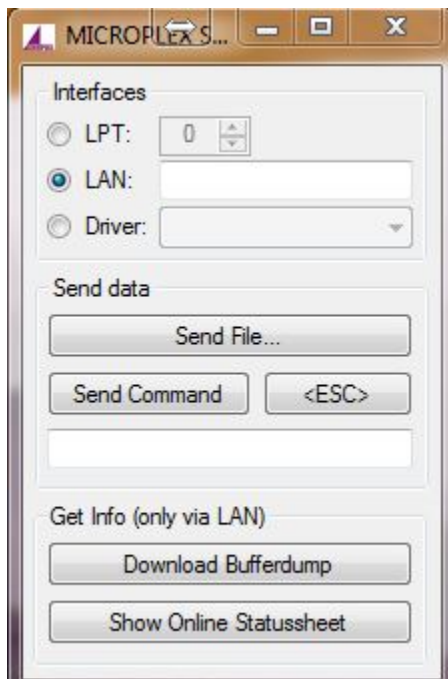 MICROPLEX S...
Interfaces
LPT: 0
LAN:
Driver:
Send data
Send File...
Send Command <ESC>
Get Info (only via LAN)
Download Bufferdump
Show Online Statussheet